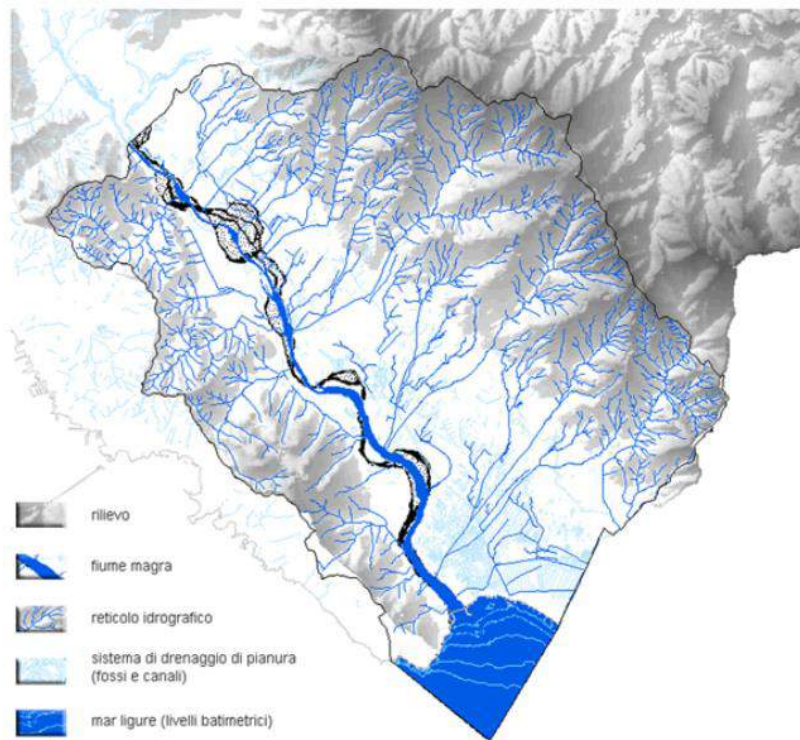 rilievo
fiume magra
reticolo idrografico
sistema di drenaggio di pianura
(fossi e canali)
mar ligure (livelli batimetrici)